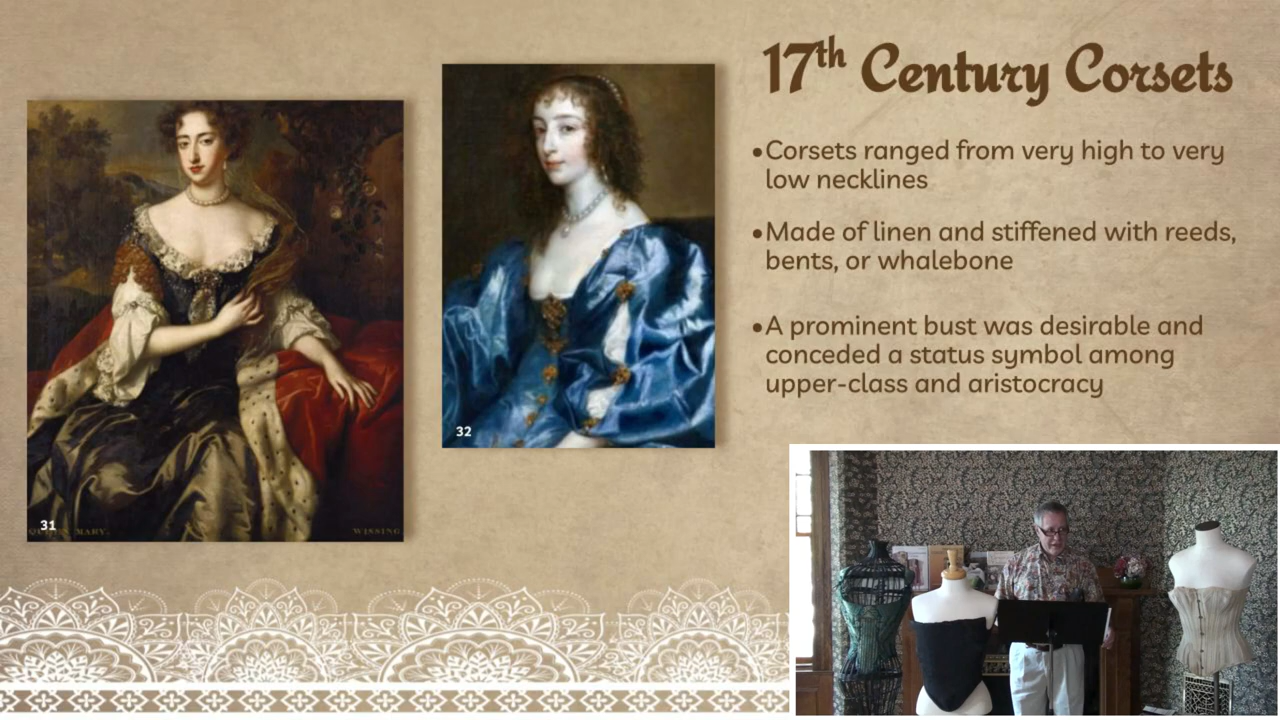 17th Century Corsets
•Corsets ranged from very high to very
low necklines
•Made of linen and stiffened with reeds,
bents, or whalebone
•A prominent bust was desirable and
conceded a status symbol among
upper-class and aristocracy
32
31
QUEEN MARY.
WISSING